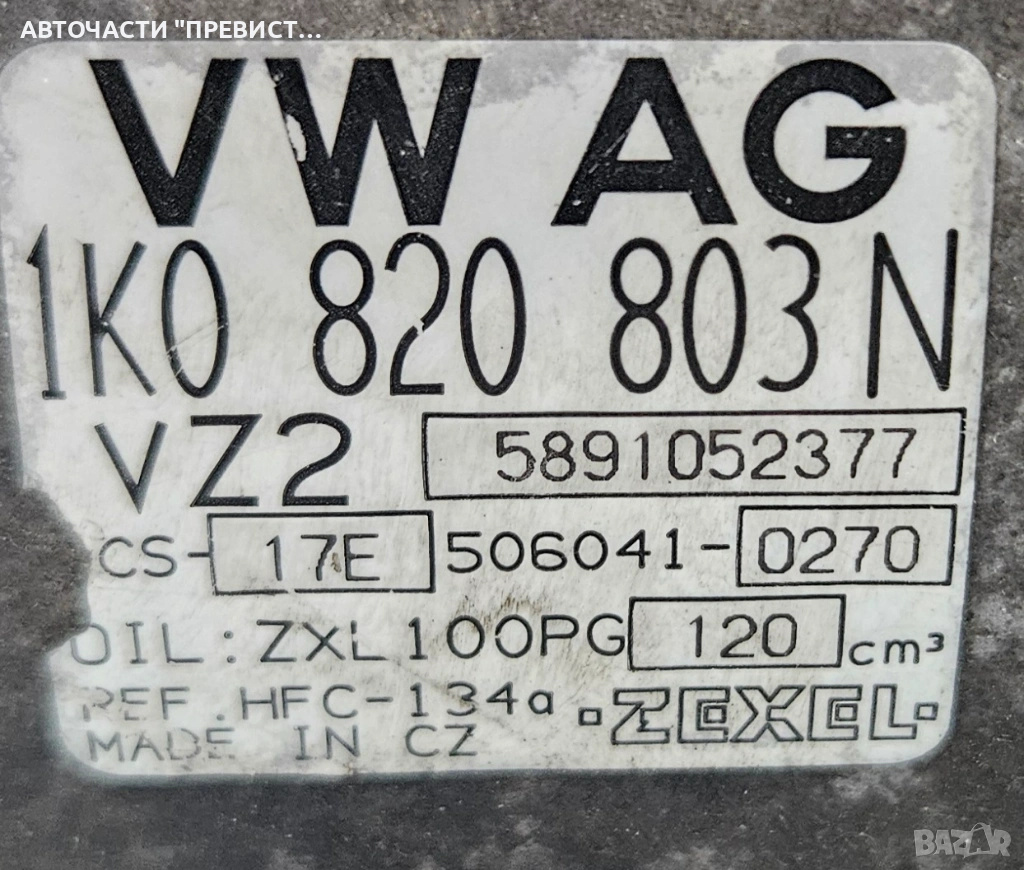 АВТОЧАСТИ "ПРЕВИСТ...
VW AG
1K0 820 803 N
VZ2 5891052377
CS-17E 506041-0270
OIL: ZXL100PG 120 cm³
REF. HFC-134a ZEXEL
MADE IN CZ
BAZAR